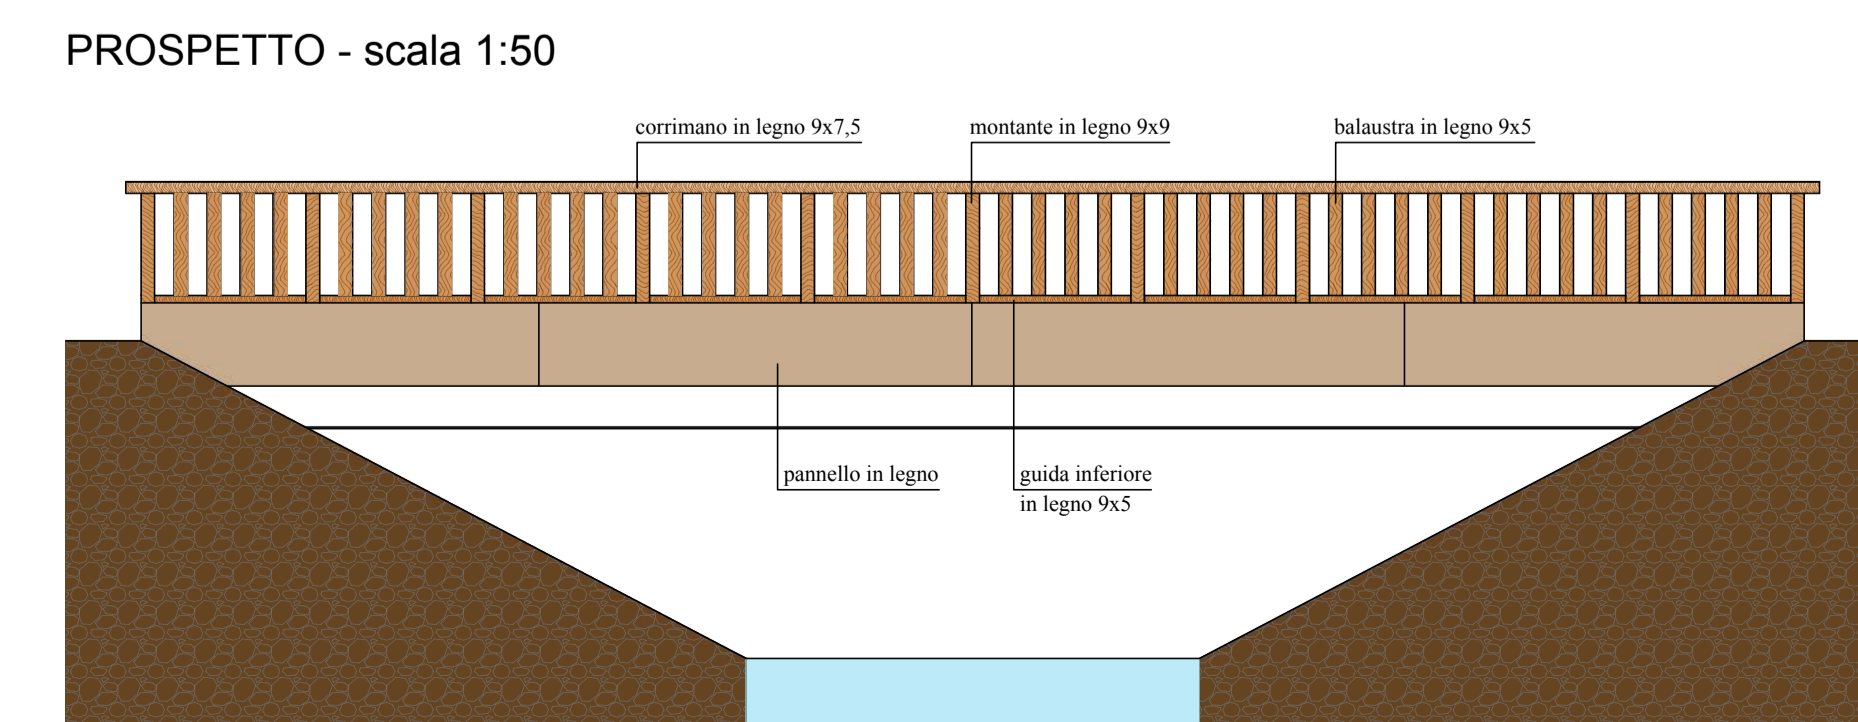 PROSPETTO - scala 1:50
corrimano in legno 9x7,5
montante in legno 9x9
balaustra in legno 9x5
pannello in legno
guida inferiore
in legno 9x5